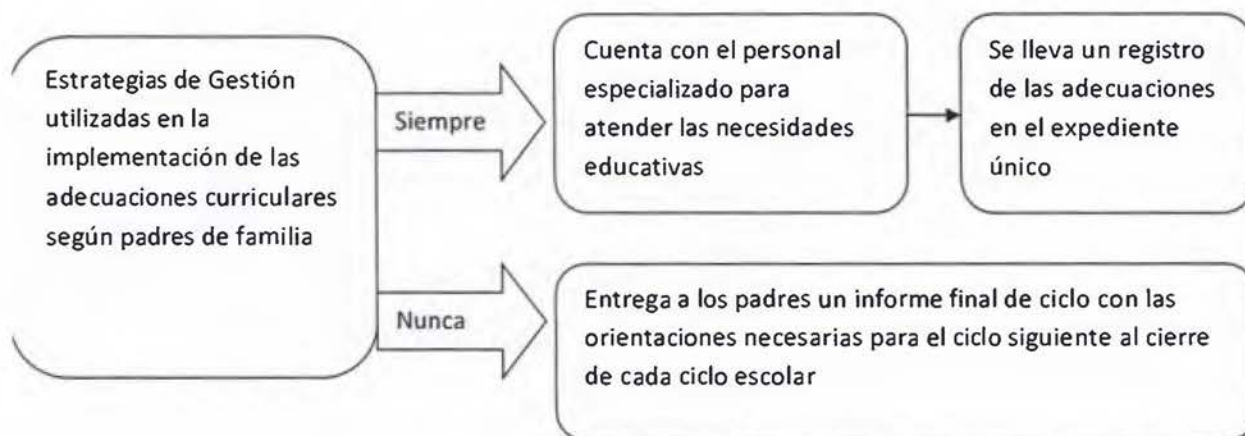 Estrategias de Gestión
utilizadas en la
implementación de las
adecuaciones curriculares
según padres de familia
Siempre
Cuenta con el personal
especializado para
atender las necesidades
educativas
Se lleva un registro
de las adecuaciones
en el expediente
único
Nunca
Entrega a los padres un informe final de ciclo con las
orientaciones necesarias para el ciclo siguiente al cierre
de cada ciclo escolar